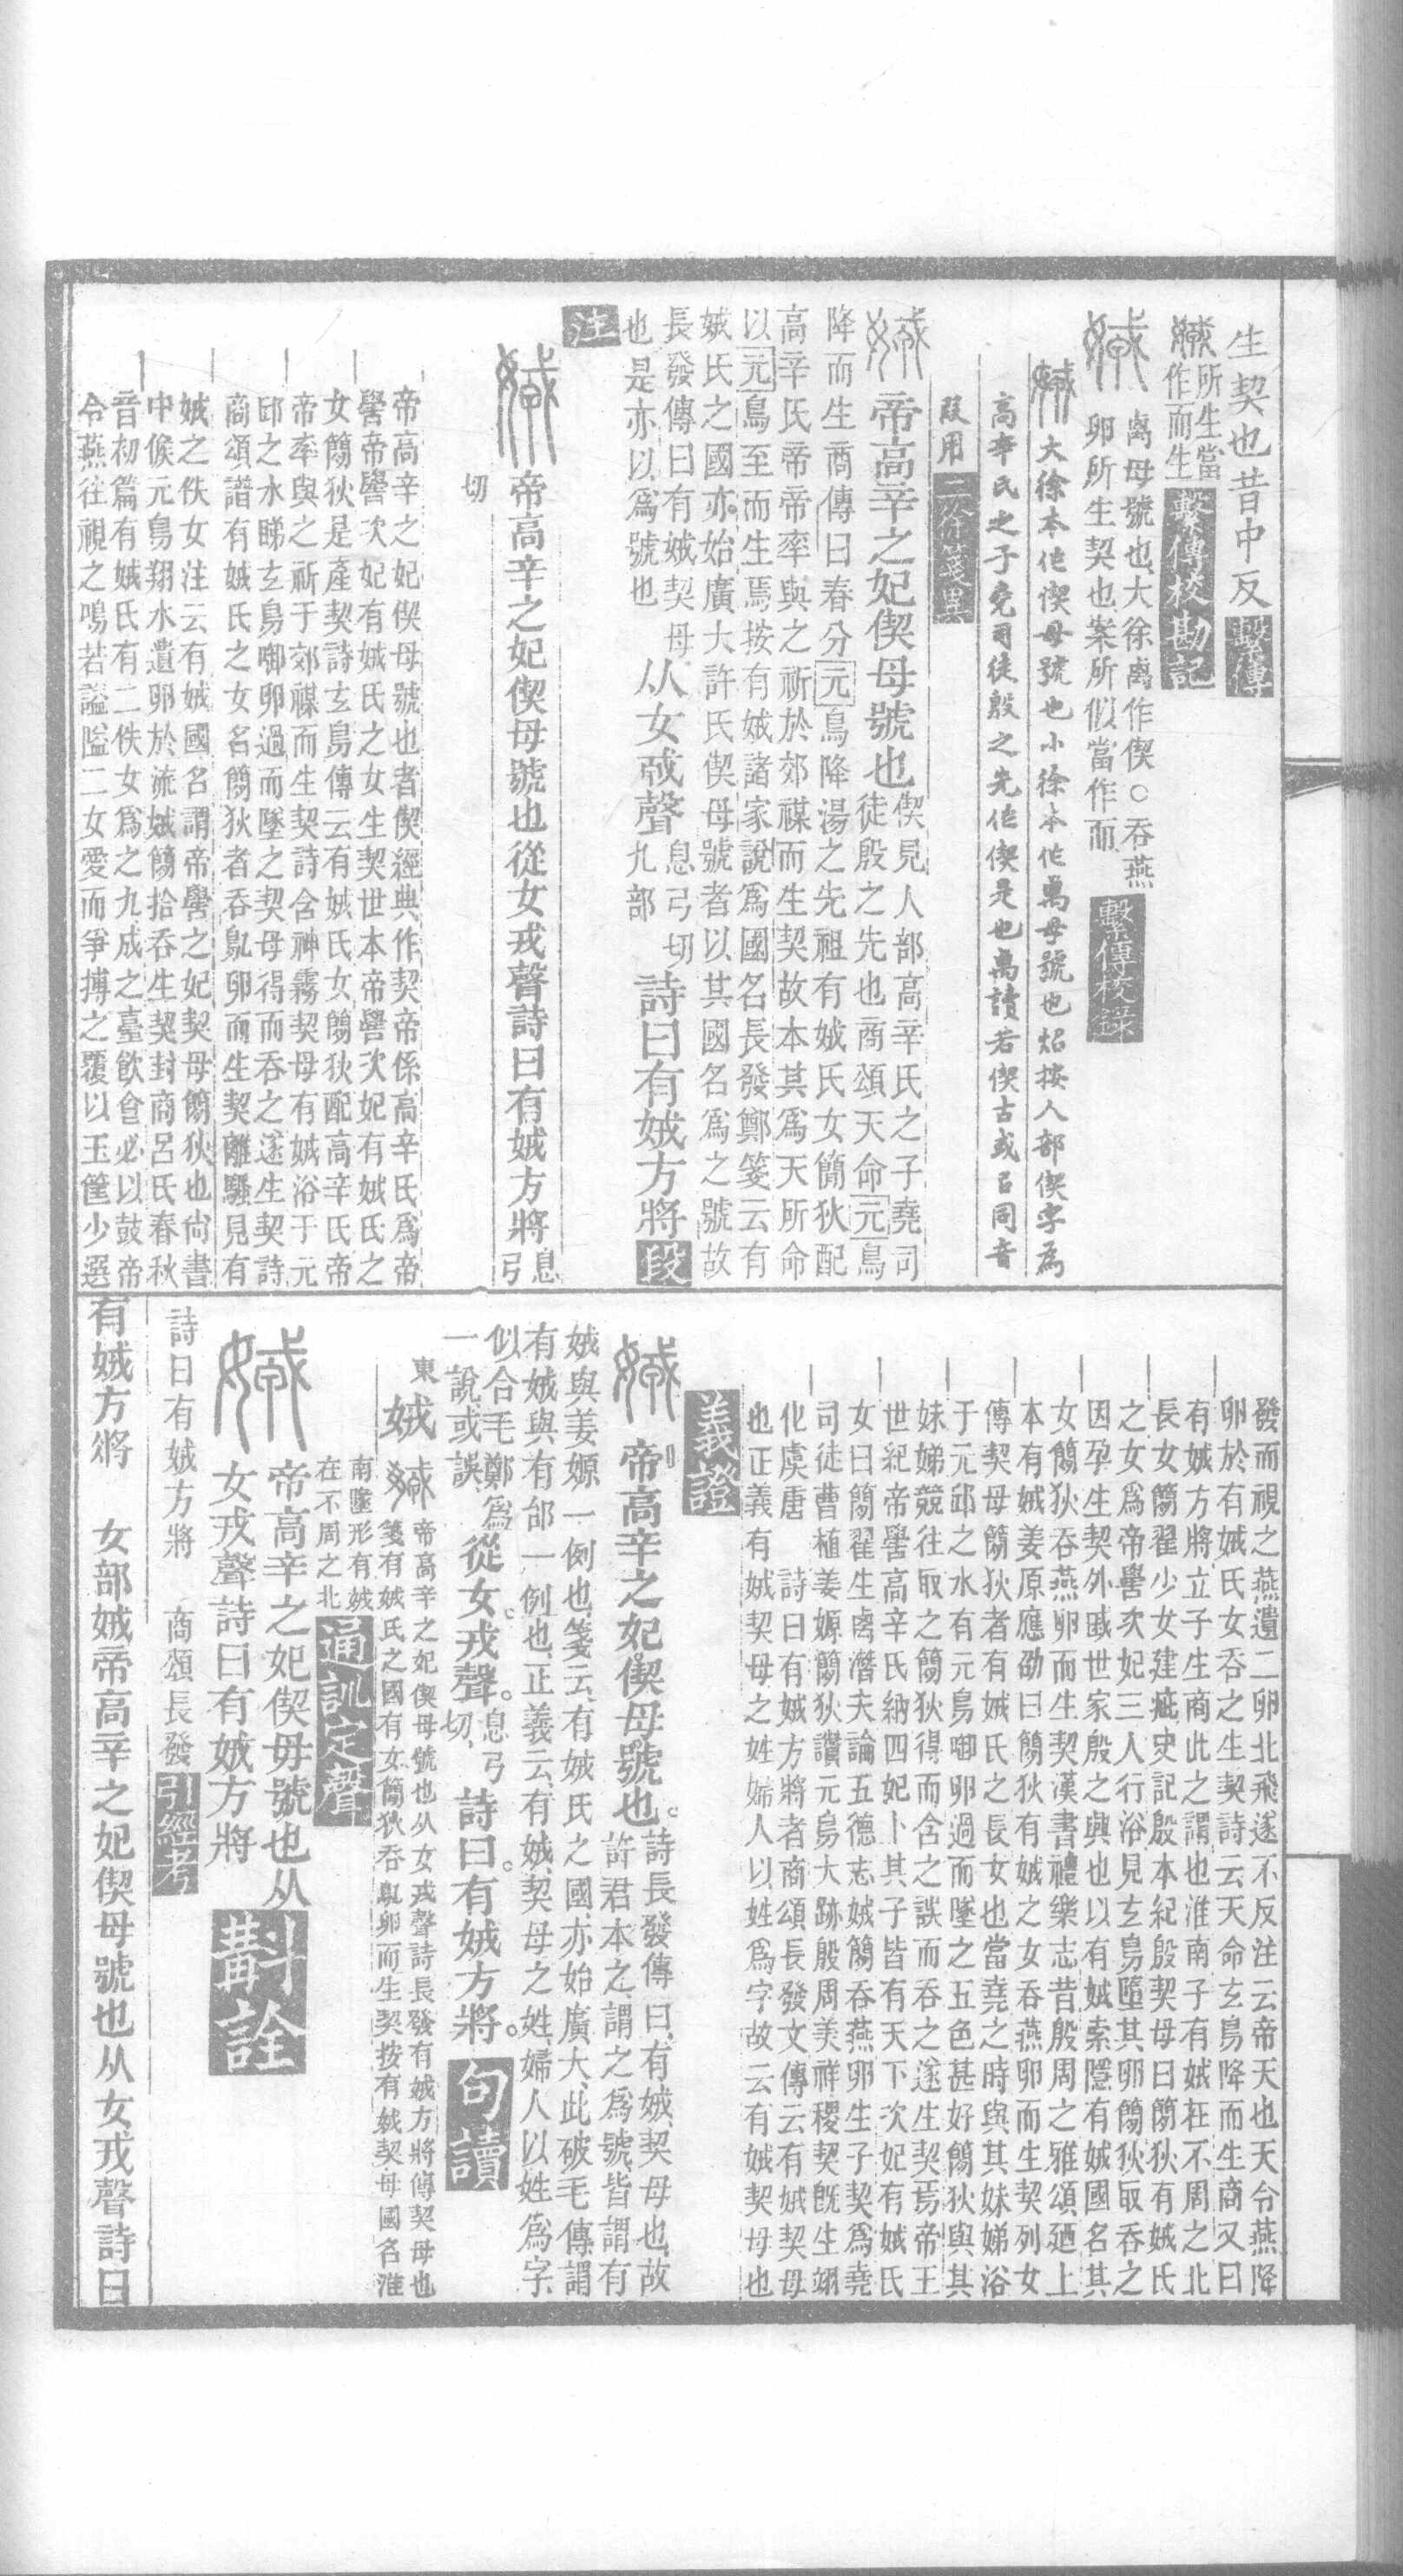 生契也昔中反繫傳
所生當
作而生
繫傳校勘記
卨母號也大徐卨作偰○吞燕
卵所生契也案所似當作而
繫傳校錄
大徐本作偰母號也小徐本作卨母號也炤按人部偰字爲
高辛氏之子堯司徒殷之先作偰是也卨讀若偰古或召同音
叚用二徐箋異
帝高辛之妃偰母號也
偰見人部高辛氏之子堯司
徒殷之先也商頌天命元鳥
降而生商傳曰春分元鳥降湯之先祖有娀氏女簡狄配
高辛氏帝帝率與之祈於郊禖而生契故本其爲天所命
以元鳥至而生焉按有娀諸家說爲國名長發鄭箋云有
娀氏之國亦始廣大許氏偰母號者以其國名爲之號故
長發傳曰有娀契母
也是亦以爲號也
从女戎聲
息弓切
九部
詩曰有娀方將段
注
帝高辛之妃偰母號也從女戎聲詩曰有娀方將息弓
切
帝高辛之妃偰母號也者偰經典作契帝係高辛氏爲帝
嚳帝嚳次妃有娀氏之女生契世本帝嚳次妃有娀氏之
女簡狄是產契詩玄鳥傳云有娀氏女簡狄配高辛氏帝
帝率與之祈于郊禖而生契詩含神霧契母有娀浴于元
邱之水睇玄鳥啣卵過而墜之契母得而吞之遂生契詩
商頌譜有娀氏之女名簡狄者吞鳦卵而生契離騷見有
娀之佚女注云有娀國名謂帝嚳之妃契母簡狄也尙書
中候元鳥翔水遺卵於流娀簡拾吞生契封商呂氏春秋
音初篇有娀氏有二佚女爲之九成之臺飲食必以鼓帝
令燕往視之鳴若謚隘二女愛而爭搏之覆以玉筐少選
發而視之燕遺二卵北飛遂不反注云帝天也天令燕降
卵於有娀氏女吞之生契詩云天命玄鳥降而生商又曰
有娀方將立子生商此之謂也淮南子有娀在不周之北
長女簡翟少女建疵史記殷本紀殷契母曰簡狄有娀氏
之女爲帝嚳次妃三人行浴見玄鳥墮其卵簡狄取吞之
因孕生契外戚世家殷之興也以有娀索隱有娀國名其
女簡狄吞燕卵而生契漢書禮樂志昔殷周之雅頌廼上
本有娀姜原應劭曰簡狄有娀之女吞燕卵而生契列女
傳契母簡狄者有娀氏之長女也當堯之時與其妹娣浴
于元邱之水有元鳥啣卵過而墜之五色甚好簡狄與其
妹娣競往取之簡狄得而含之誤而吞之遂生契焉帝王
世紀帝嚳高辛氏納四妃卜其子皆有天下次妃有娀氏
女曰簡翟生卨潛夫論五德志娀簡吞燕卵生子契爲堯
司徒曹植姜嫄簡狄讚元鳥大跡殷周美祥稷契旣生翊
化虞唐　詩曰有娀方將者商頌長發文傳云有娀契母
也正義有娀契母之姓婦人以姓爲字故云有娀契母也
義證
帝高辛之妃偰母號也。
詩長發傳曰、有娀、契母也、故
許君本之、謂之爲號、皆謂有
娀與姜嫄一例也、箋云、有娀氏之國亦始廣大、此破毛傳、謂
有娀與有邰一例也、正義云、有娀、契母之姓、婦人以姓爲字、
似合毛鄭爲
一說、或誤、
從女。戎聲。
息弓
切、
詩曰。有娀方將。句讀
東
娀
帝高辛之妃偰母號也从女戎聲詩長發有娀方將傳契母也
箋有娀氏之國有女簡狄吞鳦卵而生契按有娀契母國名淮
南墬形有娀
在不周之北
通訓定聲
帝高辛之妃偰毋號也从
女戎聲詩曰有娀方將
斠詮
詩曰有娀方將　商頌長發引經考
有娀方將　女部娀帝高辛之妃偰母號也从女戎聲詩曰